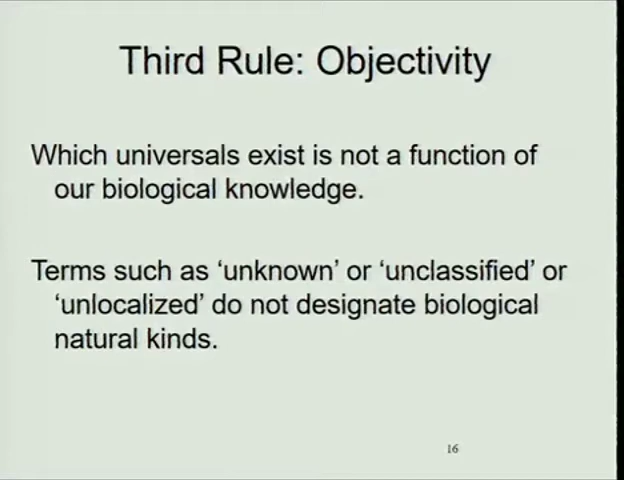 Third Rule: Objectivity
Which universals exist is not a function of
our biological knowledge.
Terms such as ‘unknown’ or ‘unclassified’ or
‘unlocalized’ do not designate biological
natural kinds.
16